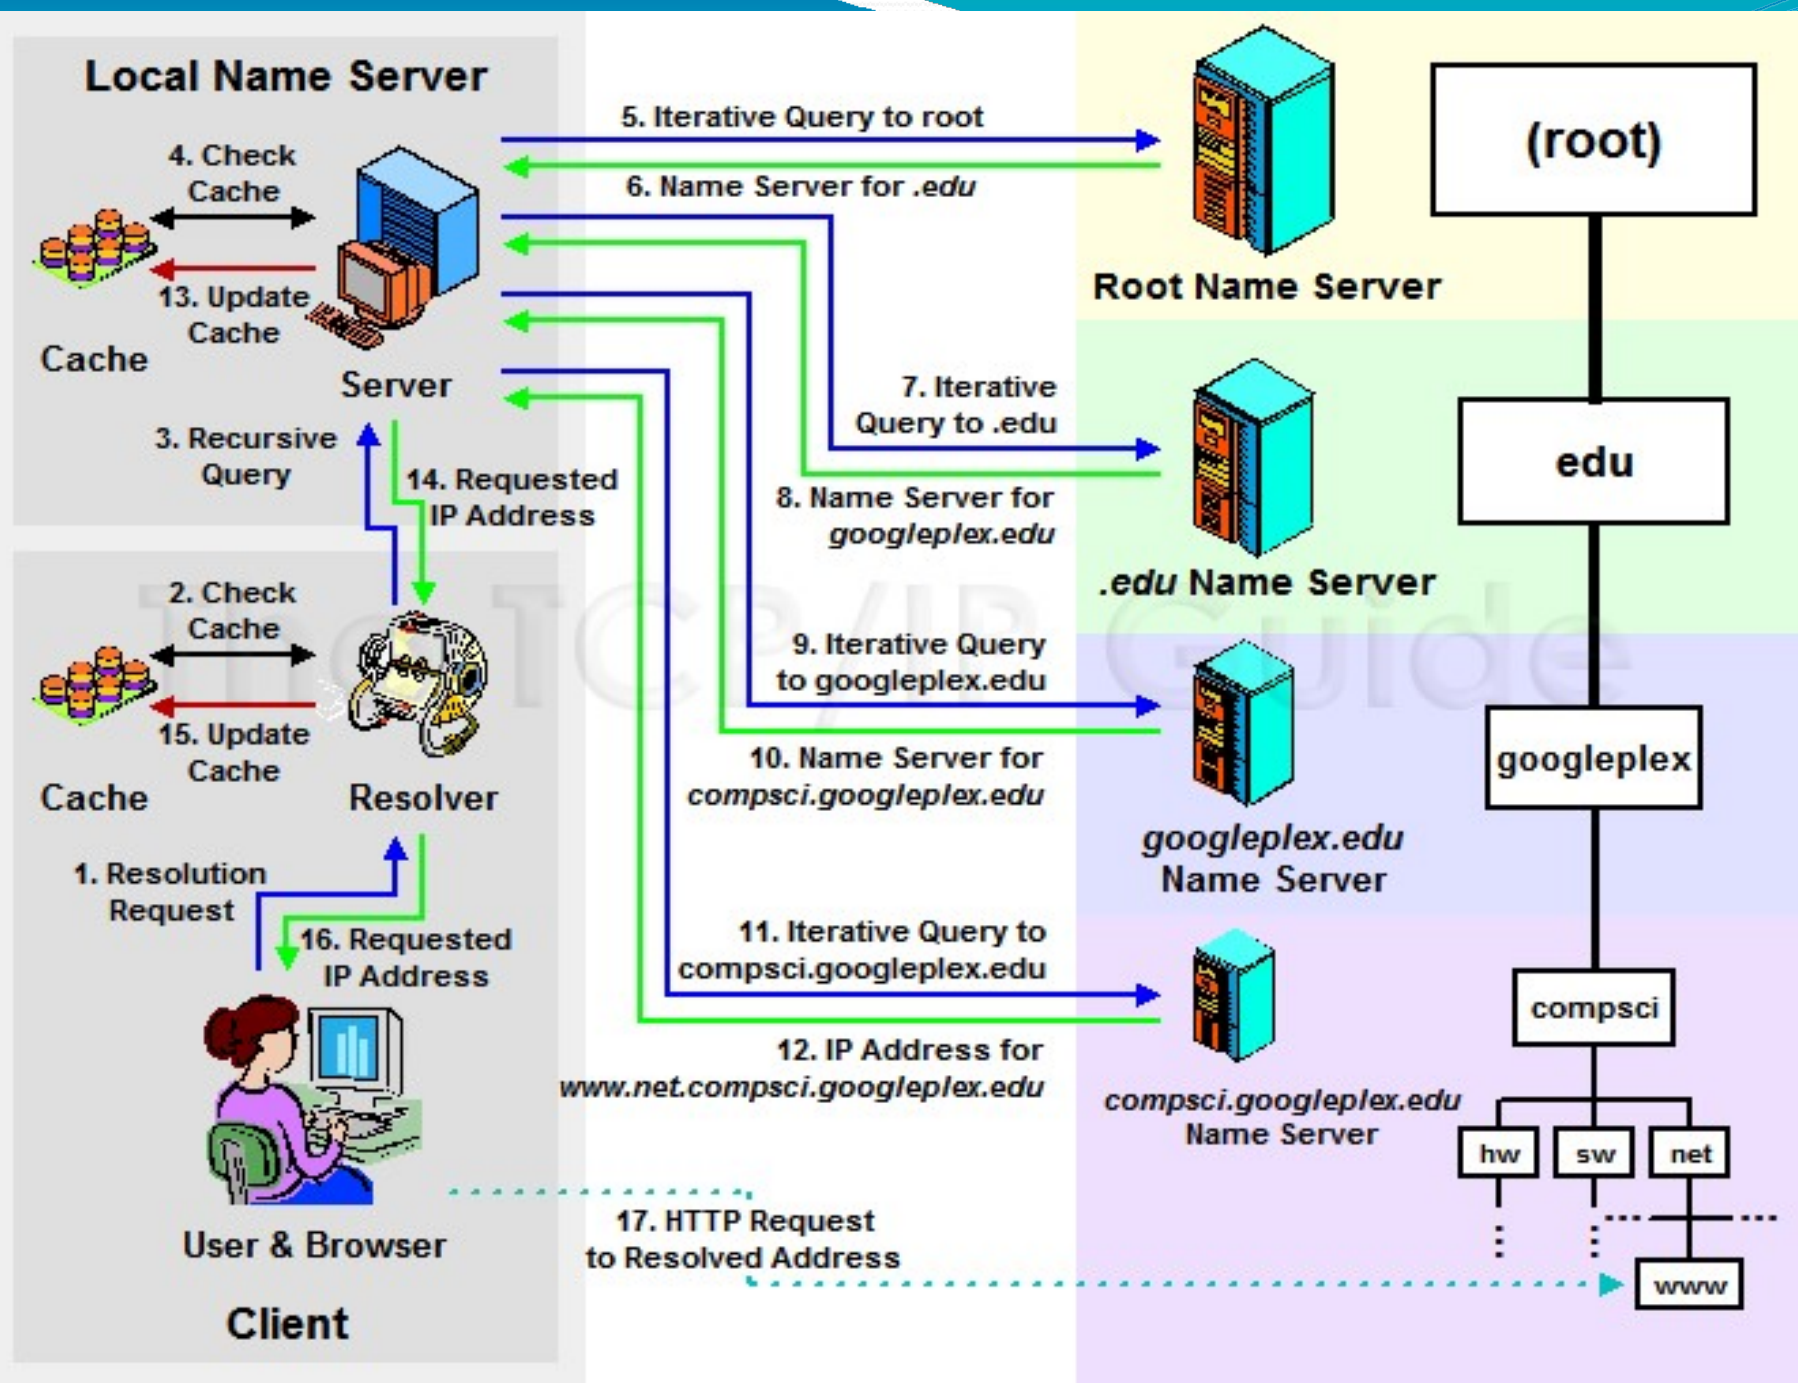 Local Name Server
4. Check
Cache
13. Update
Cache
Cache
Server
3. Recursive
Query
14. Requested
IP Address
2. Check
Cache
15. Update
Cache
Cache
Resolver
1. Resolution
Request
16. Requested
IP Address
User & Browser
Client
5. Iterative Query to root
6. Name Server for .edu
7. Iterative
Query to .edu
8. Name Server for
googleplex.edu
9. Iterative Query
to googleplex.edu
10. Name Server for
compsci.googleplex.edu
11. Iterative Query to
compsci.googleplex.edu
12. IP Address for
www.net.compsci.googleplex.edu
17. HTTP Request
to Resolved Address
Root Name Server
.edu Name Server
googleplex.edu
Name Server
compsci.googleplex.edu
Name Server
(root)
edu
googleplex
compsci
hw sw net
www
The TCP/IP Guide